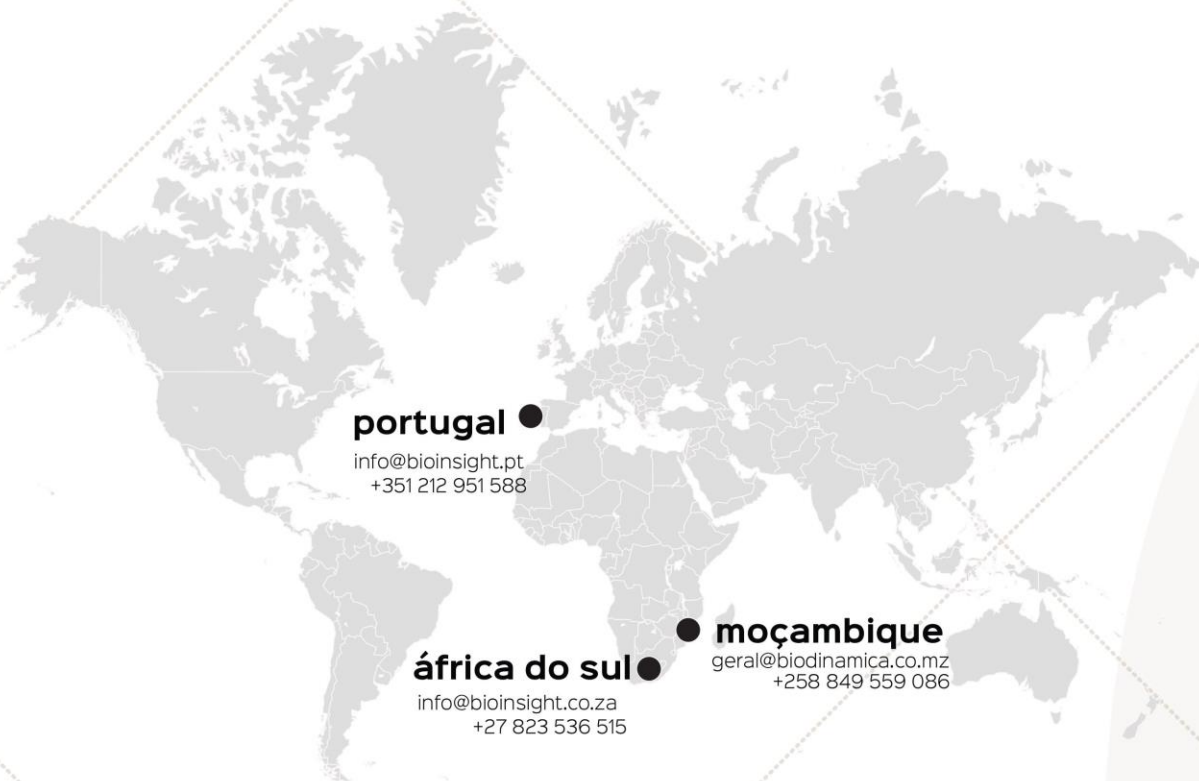 portugal
info@bioinsight.pt
+351 212 951 588
moçambique
geral@biodinamica.co.mz
+258 849 559 086
áfrica do sul
info@bioinsight.co.za
+27 823 536 515